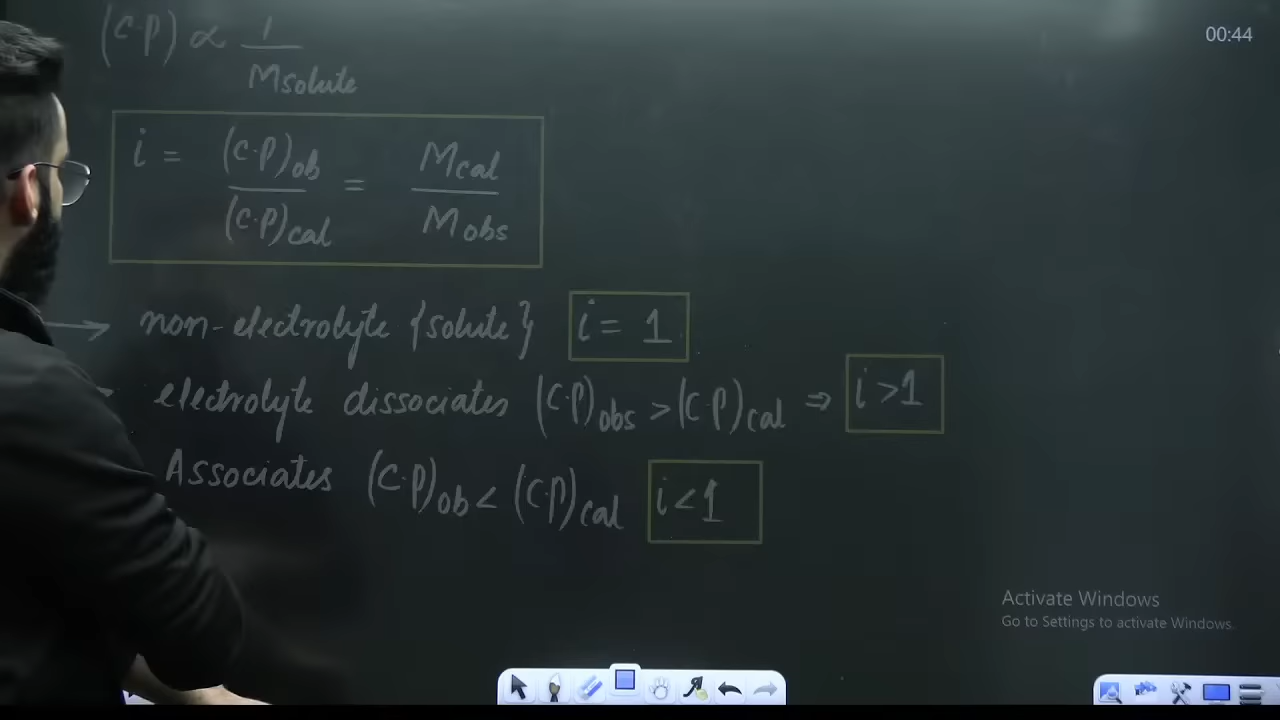 00:44
(C.P) ∝ 1/Msolute
i = (C.P)ob/(C.P)cal = Mcal/Mobs
→ non-electrolyte {solute} i = 1
electrolyte dissociates (C.P)obs > (C.P)cal ⇒ i >1
Associates (C.P)ob < (C.P)cal i < 1
Activate Windows
Go to Settings to activate Windows.